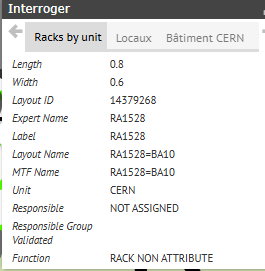 Interroger
Racks by unit Locaux Bâtiment CERN
Length 0.8
Width 0.6
Layout ID 14379268
Expert Name RA1528
Label RA1528
Layout Name RA1528=BA10
MTF Name RA1528=BA10
Unit CERN
Responsible NOT ASSIGNED
Responsible Group
Validated
Function RACK NON ATTRIBUTE